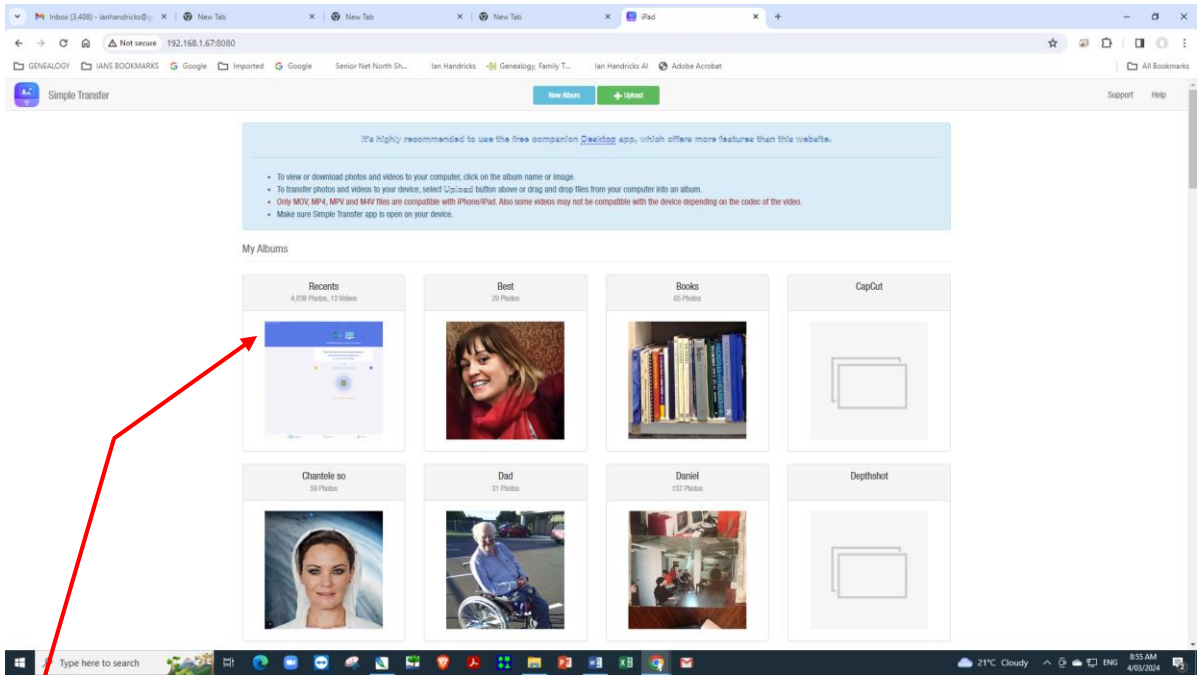 Inbox (3,408) - ianhandricks@g
New Tab
New Tab
New Tab
iPad
Not secure 192.168.1.67:8080
GENEALOGY IANS BOOKMARKS Google Imported Google Senior Net North Sh... Ian Handricks Genealogy, Family T... Ian Handricks AI Adobe Acrobat All Bookmarks
Simple Transfer New Album Upload Support Help
It's highly recommended to use the free companion Desktop app, which offers more features than this website.
To view or download photos and videos to your computer, click on the album name or image.
To transfer photos and videos to your device, select Upload button above or drag and drop files from your computer into an album.
Only MOV, MP4, MPV and M4V files are compatible with iPhone/iPad. Also some videos may not be compatible with the device depending on the codec of the video.
Make sure Simple Transfer app is open on your device.
My Albums
Recents
4,038 Photos, 13 Videos
Best
29 Photos
Books
65 Photos
CapCut
Chantele so
59 Photos
Dad
31 Photos
Daniel
137 Photos
Depthshot
Type here to search
21°C Cloudy
ENG
8:55 AM
4/03/2024